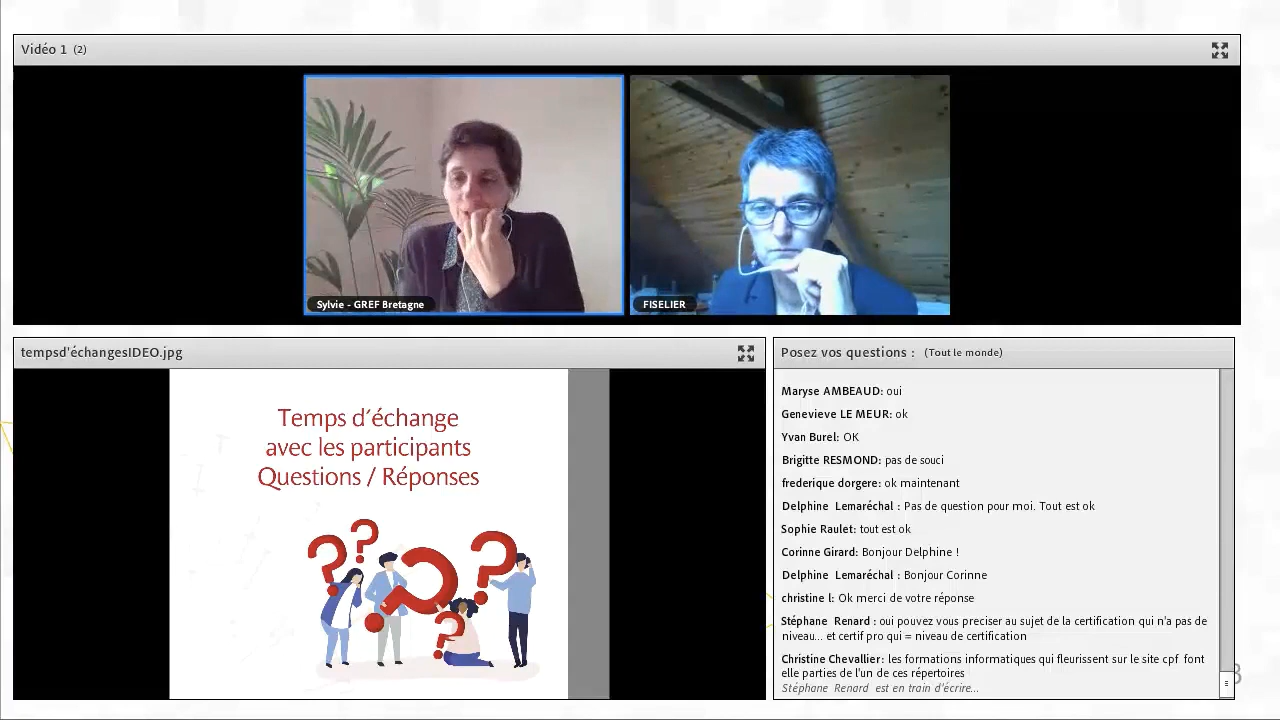 Vidéo 1 (2)
Sylvie - GREF Bretagne
FISELIER
tempsd'échangesIDEO.jpg
Temps d'échange
avec les participants
Questions / Réponses
Posez vos questions : (Tout le monde)
Maryse AMBEAUD: oui
Genevieve LE MEUR: ok
Yvan Burel: OK
Brigitte RESMOND: pas de souci
frederique dorgere: ok maintenant
Delphine Lemaréchal : Pas de question pour moi. Tout est ok
Sophie Raulet: tout est ok
Corinne Girard: Bonjour Delphine !
Delphine Lemaréchal : Bonjour Corinne
christine l: Ok merci de votre réponse
Stéphane Renard : oui pouvez vous preciser au sujet de la certification qui n'a pas de
niveau... et certif pro qui = niveau de certification
Christine Chevallier: les formations informatiques qui fleurissent sur le site cpf font
elle parties de l'un de ces répertoires
Stéphane Renard est en train d'écrire...